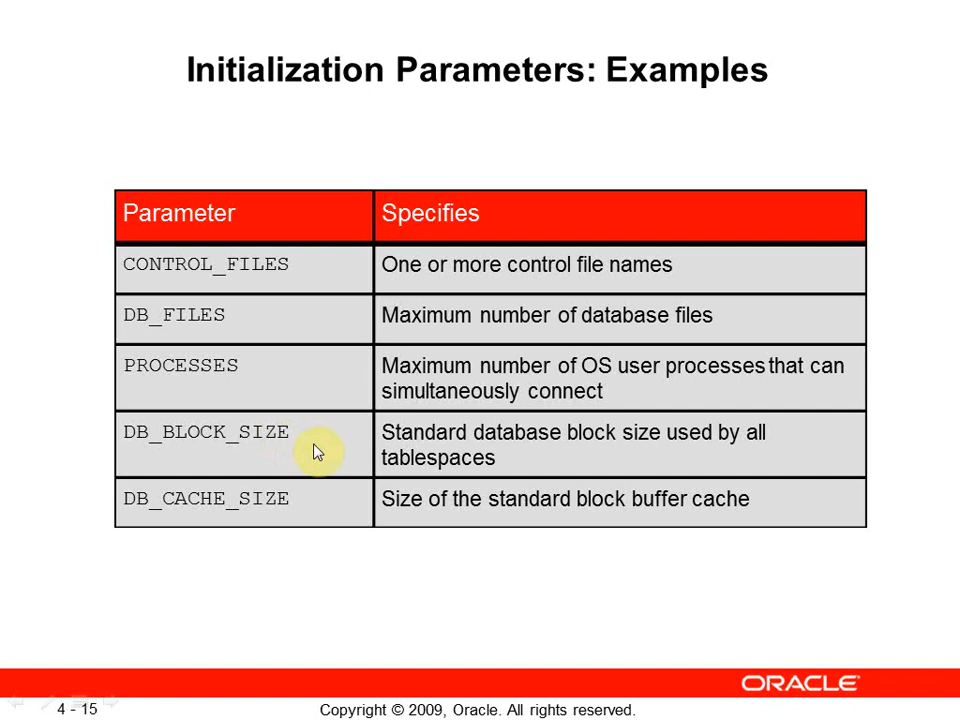 Initialization Parameters: Examples
Parameter
Specifies
CONTROL_FILES
One or more control file names
DB_FILES
Maximum number of database files
PROCESSES
Maximum number of OS user processes that can
simultaneously connect
DB_BLOCK_SIZE
Standard database block size used by all
tablespaces
DB_CACHE_SIZE
Size of the standard block buffer cache
ORACLE
4 - 15
Copyright © 2009, Oracle. All rights reserved.